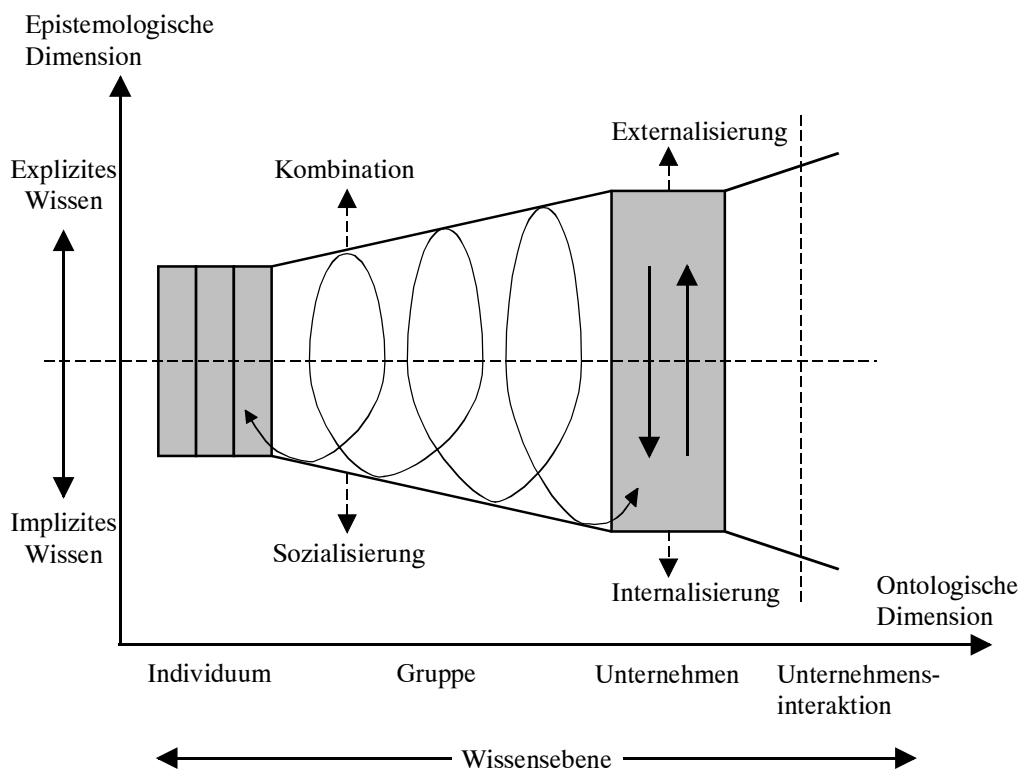 Epistemologische
Dimension
Externalisierung
Explizites
Wissen
Kombination
Implizites
Wissen
Sozialisierung
Internalisierung
Ontologische
Dimension
Individuum
Gruppe
Unternehmen
Unternehmens-
interaktion
Wissensebene